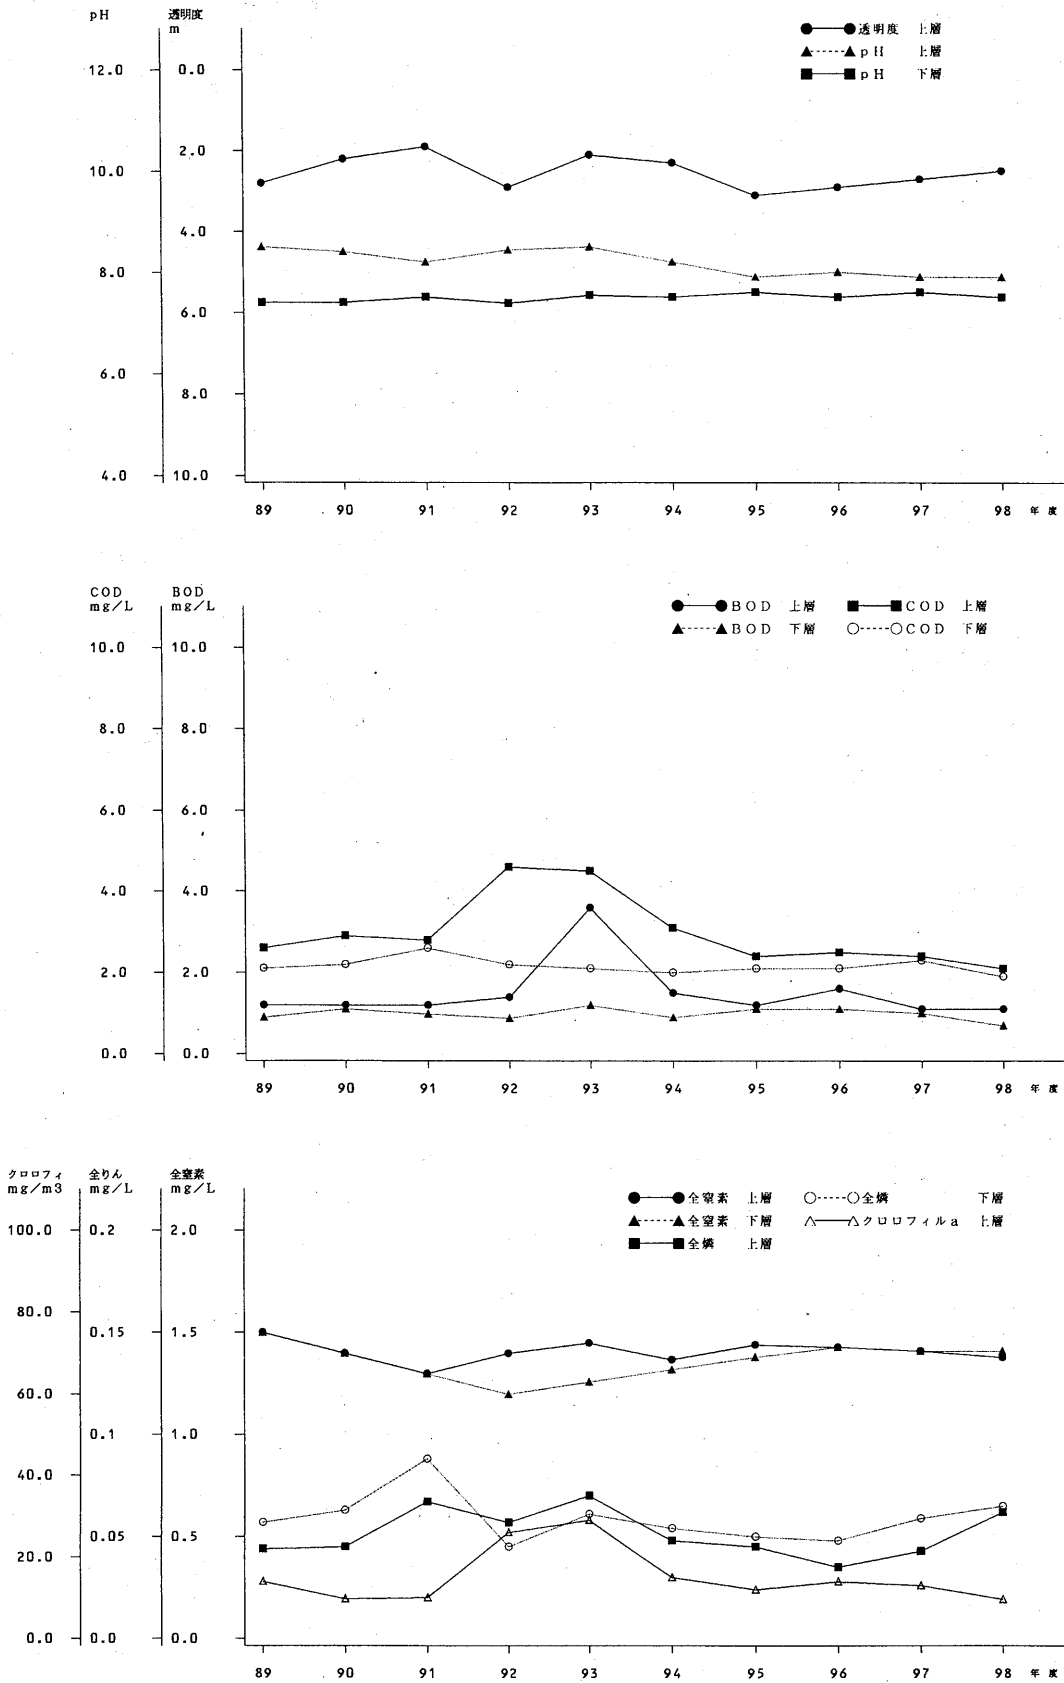 pH 透明度
m
透明度 上層
pH 上層
pH 下層
12.0 0.0
2.0
10.0
4.0
8.0
6.0
6.0
8.0
4.0 10.0
89 90 91 92 93 94 95 96 97 98 年度
COD BOD
mg/L mg/L
BOD 上層 COD 上層
BOD 下層 COD 下層
10.0 10.0
8.0 8.0
6.0 6.0
4.0 4.0
2.0 2.0
0.0 0.0
89 90 91 92 93 94 95 96 97 98 年度
クロロフィ 全りん 全窒素
mg/m3 mg/L mg/L
全窒素 上層 全燐 下層
全窒素 下層 クロロフィルa 上層
全燐 上層
100.0 0.2 2.0
80.0
0.15 1.5
60.0
0.1 1.0
40.0
0.05 0.5
20.0
0.0 0.0 0.0
89 90 91 92 93 94 95 96 97 98 年度